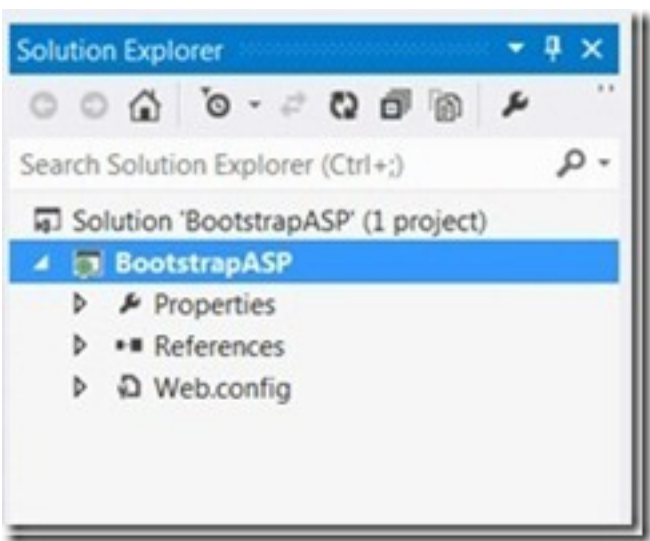 Solution Explorer
Search Solution Explorer (Ctrl+;)
Solution 'BootstrapASP' (1 project)
BootstrapASP
Properties
References
Web.config